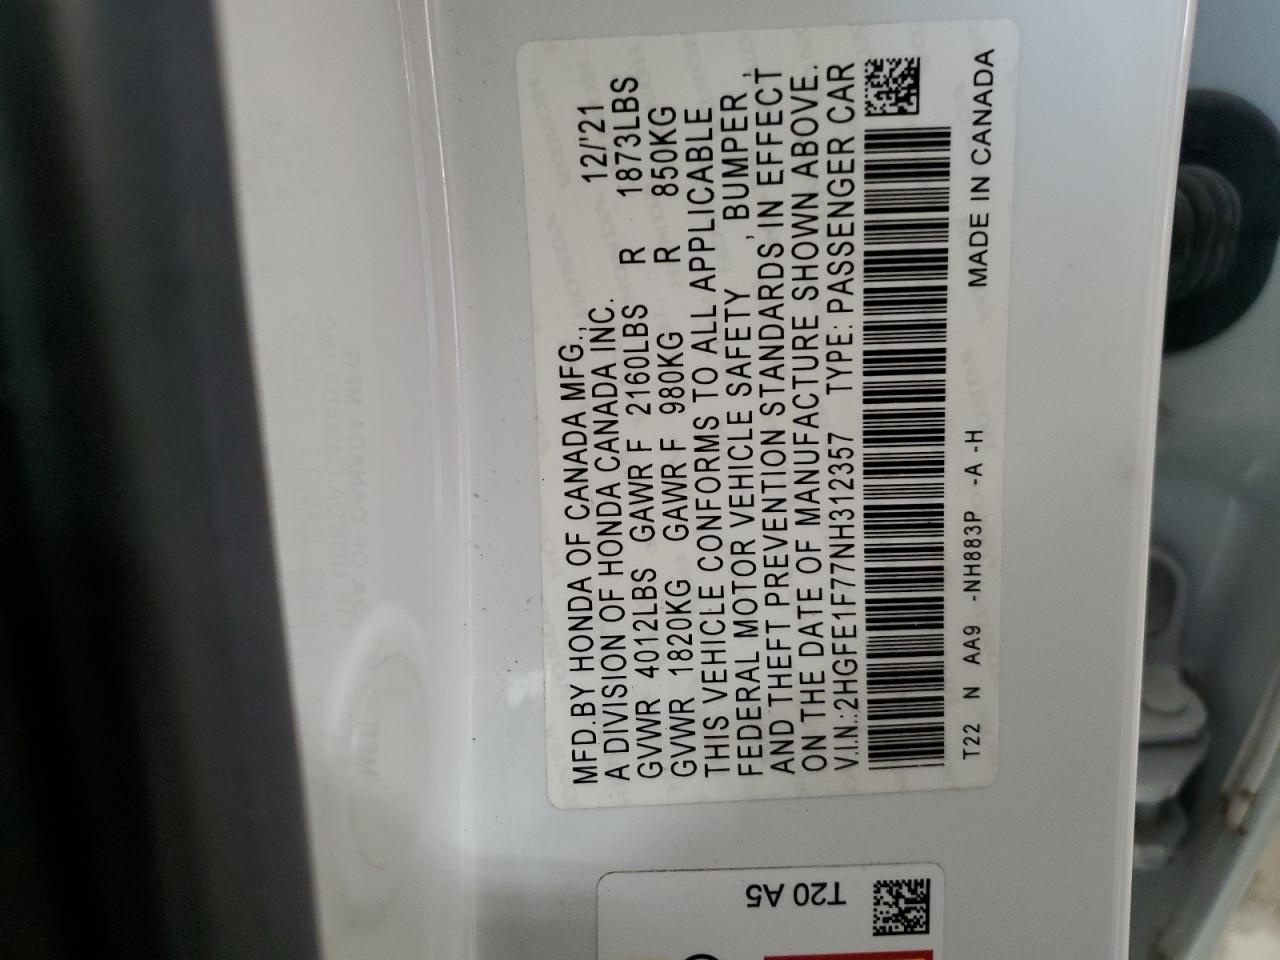 MFD.BY HONDA OF CANADA MFG., 12/'21
A DIVISION OF HONDA CANADA INC.
GVWR 4012LBS GAWR F 2160LBS R 1873LBS
GVWR 1820KG GAWR F 980KG R 850KG
THIS VEHICLE CONFORMS TO ALL APPLICABLE
FEDERAL MOTOR VEHICLE SAFETY , BUMPER ,
AND THEFT PREVENTION STANDARDS IN EFFECT
ON THE DATE OF MANUFACTURE SHOWN ABOVE.
V.I.N.:2HGFE1F77NH312357 TYPE: PASSENGER CAR
T22 N AA9 -NH883P -A -H MADE IN CANADA
T20 A5